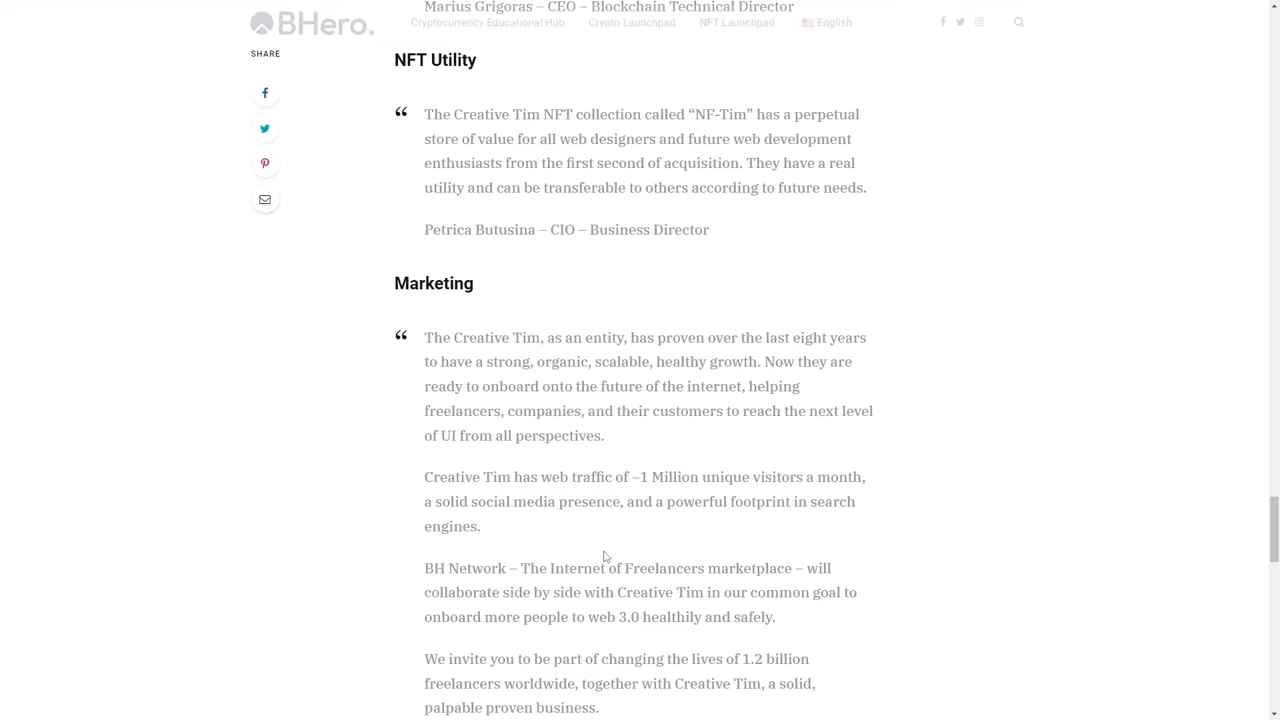 Marius Grigoras – CEO – Blockchain Technical Director
BHero.
Cryptocurrency Educational Hub Crypto Launchpad NFT Launchpad English
SHARE
NFT Utility
“ The Creative Tim NFT collection called “NF-Tim” has a perpetual
store of value for all web designers and future web development
enthusiasts from the first second of acquisition. They have a real
utility and can be transferable to others according to future needs.
Petrica Butusina – CIO – Business Director
Marketing
“ The Creative Tim, as an entity, has proven over the last eight years
to have a strong, organic, scalable, healthy growth. Now they are
ready to onboard onto the future of the internet, helping
freelancers, companies, and their customers to reach the next level
of UI from all perspectives.
Creative Tim has web traffic of ~1 Million unique visitors a month,
a solid social media presence, and a powerful footprint in search
engines.
BH Network – The Internet of Freelancers marketplace – will
collaborate side by side with Creative Tim in our common goal to
onboard more people to web 3.0 healthily and safely.
We invite you to be part of changing the lives of 1.2 billion
freelancers worldwide, together with Creative Tim, a solid,
palpable proven business.